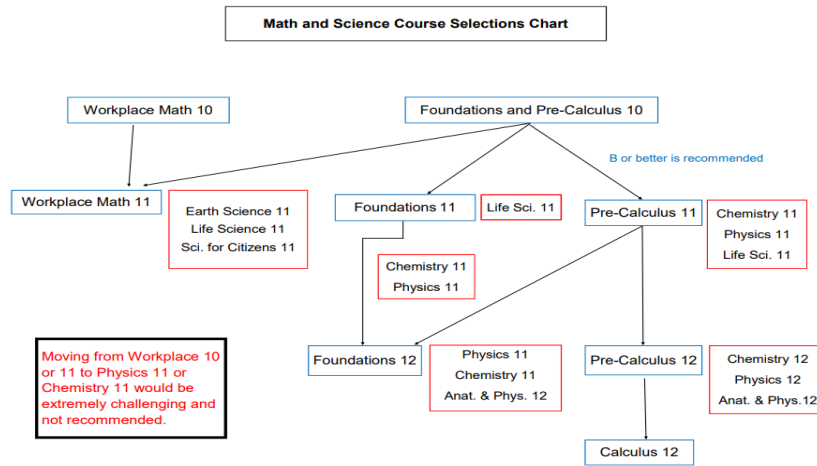 Math and Science Course Selections Chart
Workplace Math 10
Foundations and Pre-Calculus 10
B or better is recommended
Workplace Math 11
Earth Science 11
Life Science 11
Sci. for Citizens 11
Foundations 11
Life Sci. 11
Pre-Calculus 11
Chemistry 11
Physics 11
Life Sci. 11
Chemistry 11
Physics 11
Moving from Workplace 10
or 11 to Physics 11 or
Chemistry 11 would be
extremely challenging and
not recommended.
Foundations 12
Physics 11
Chemistry 11
Anat. & Phys. 12
Pre-Calculus 12
Chemistry 12
Physics 12
Anat. & Phys.12
Calculus 12